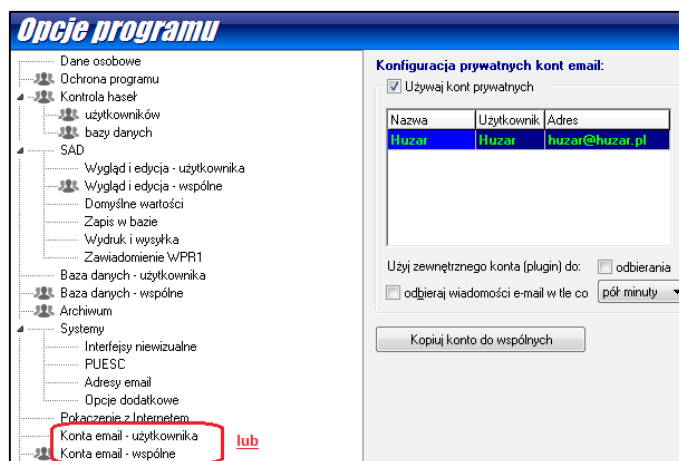 Opcje programu
Dane osobowe
Ochrona programu
Kontrola haseł
użytkowników
bazy danych
SAD
Wygląd i edycja - użytkownika
Wygląd i edycja - wspólne
Domyślne wartości
Zapis w bazie
Wydruk i wysyłka
Zawiadomienie WPR1
Baza danych - użytkownika
Baza danych - wspólne
Archiwum
Systemy
Interfejsy niewizualne
PUESC
Adresy email
Opcje dodatkowe
Połączenie z Internetem
Konta email - użytkownika
lub
Konta email - wspólne
Konfiguracja prywatnych kont email:
Używaj kont prywatnych
Nazwa Użytkownik Adres
Huzar Huzar huzar@huzar.pl
Użyj zewnętrznego konta (plugin) do: odbierania
odbieraj wiadomości e-mail w tle co pół minuty
Kopiuj konto do wspólnych